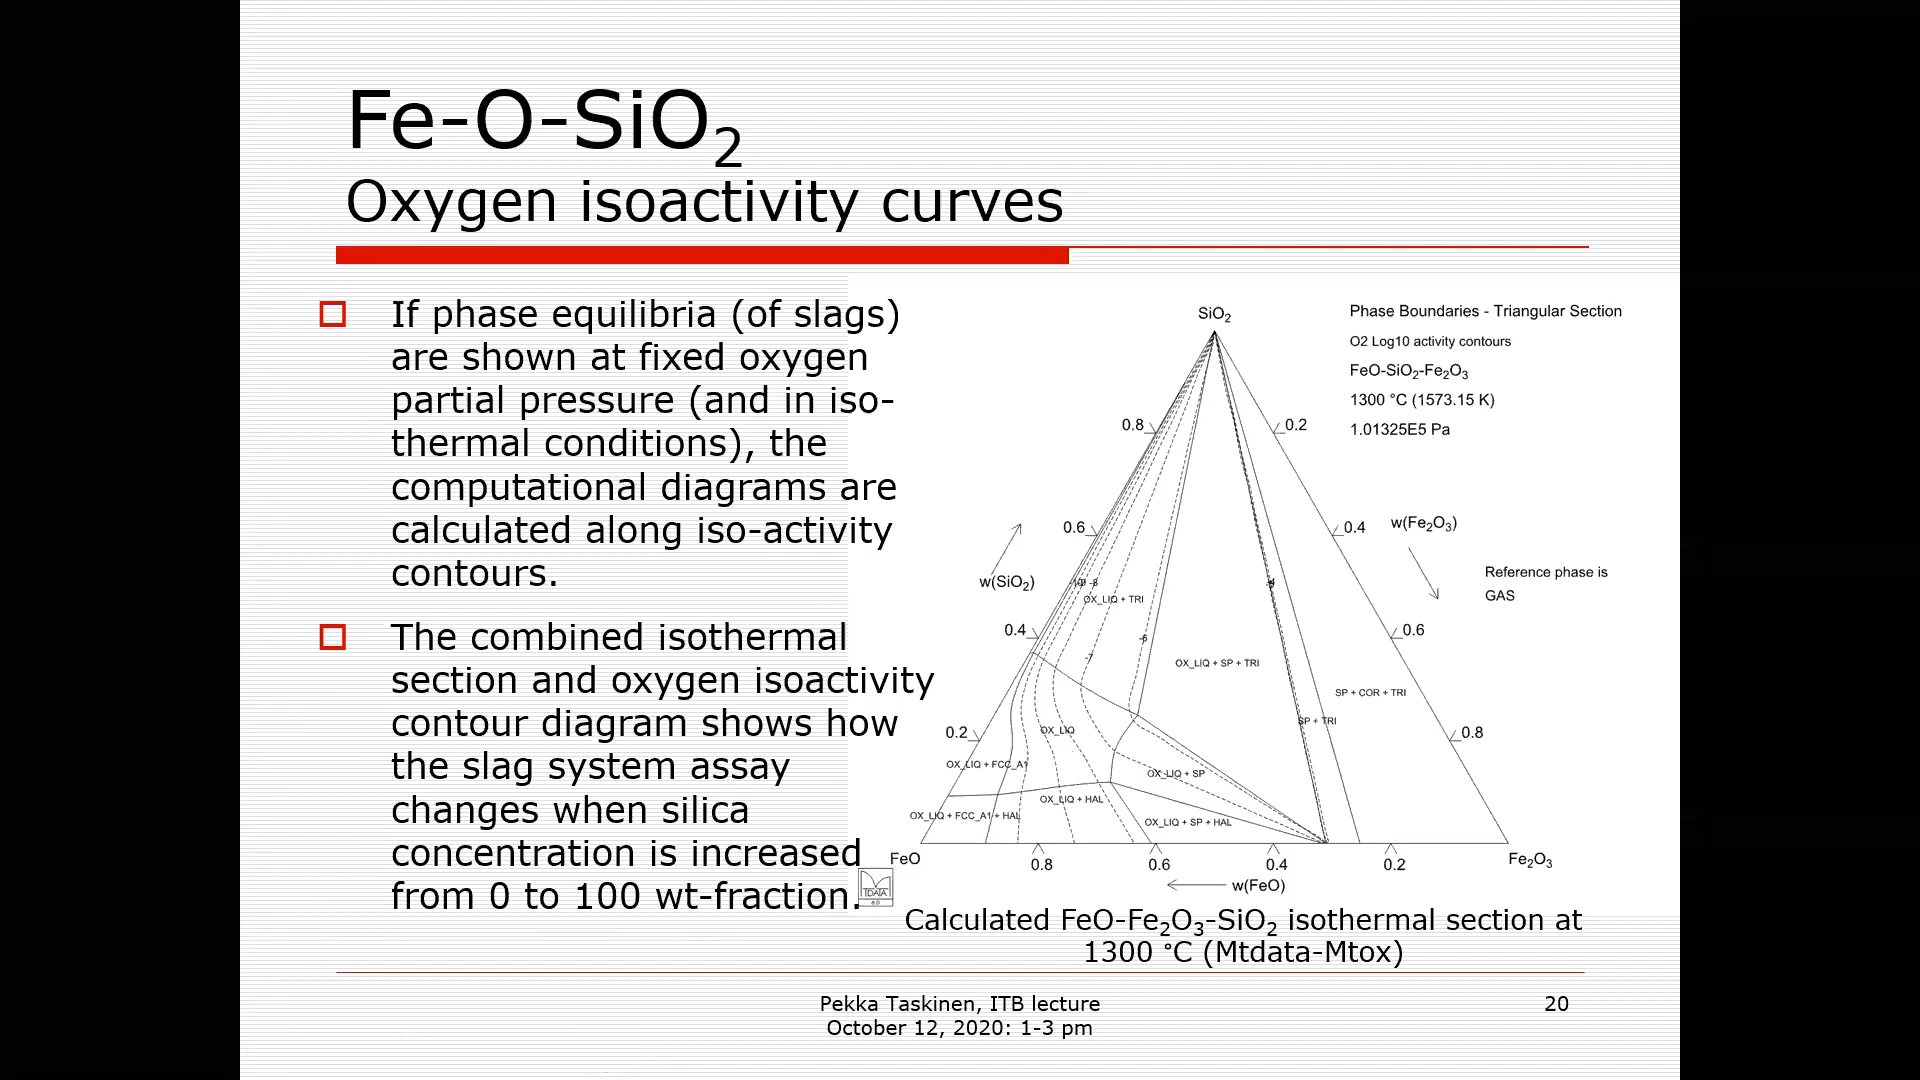 Fe-O-SiO₂
Oxygen isoactivity curves
If phase equilibria (of slags)
are shown at fixed oxygen
partial pressure (and in iso-
thermal conditions), the
computational diagrams are
calculated along iso-activity
contours.
The combined isothermal
section and oxygen isoactivity
contour diagram shows how
the slag system assay
changes when silica
concentration is increased
from 0 to 100 wt-fraction.
SiO₂
Phase Boundaries - Triangular Section
O2 Log10 activity contours
FeO-SiO₂-Fe₂O₃
1300 °C (1573.15 K)
1.01325E5 Pa
0.8
0.2
0.6
0.4
w(Fe₂O₃)
w(SiO₂)
-8
Reference phase is
GAS
OX_LIQ + TRI
0.4
0.6
-6
-7
OX_LIQ + SP + TRI
SP + COR + TRI
SP + TRI
0.2
OX_LIQ
0.8
OX_LIQ + FCC_A1
OX_LIQ + SP
OX_LIQ + HAL
OX_LIQ + FCC_A1 + HAL
OX_LIQ + SP + HAL
FeO
0.8
0.6
0.4
0.2
Fe₂O₃
w(FeO)
TDATA
6.0
Calculated FeO-Fe₂O₃-SiO₂ isothermal section at
1300 °C (Mtdata-Mtox)
Pekka Taskinen, ITB lecture
October 12, 2020: 1-3 pm
20